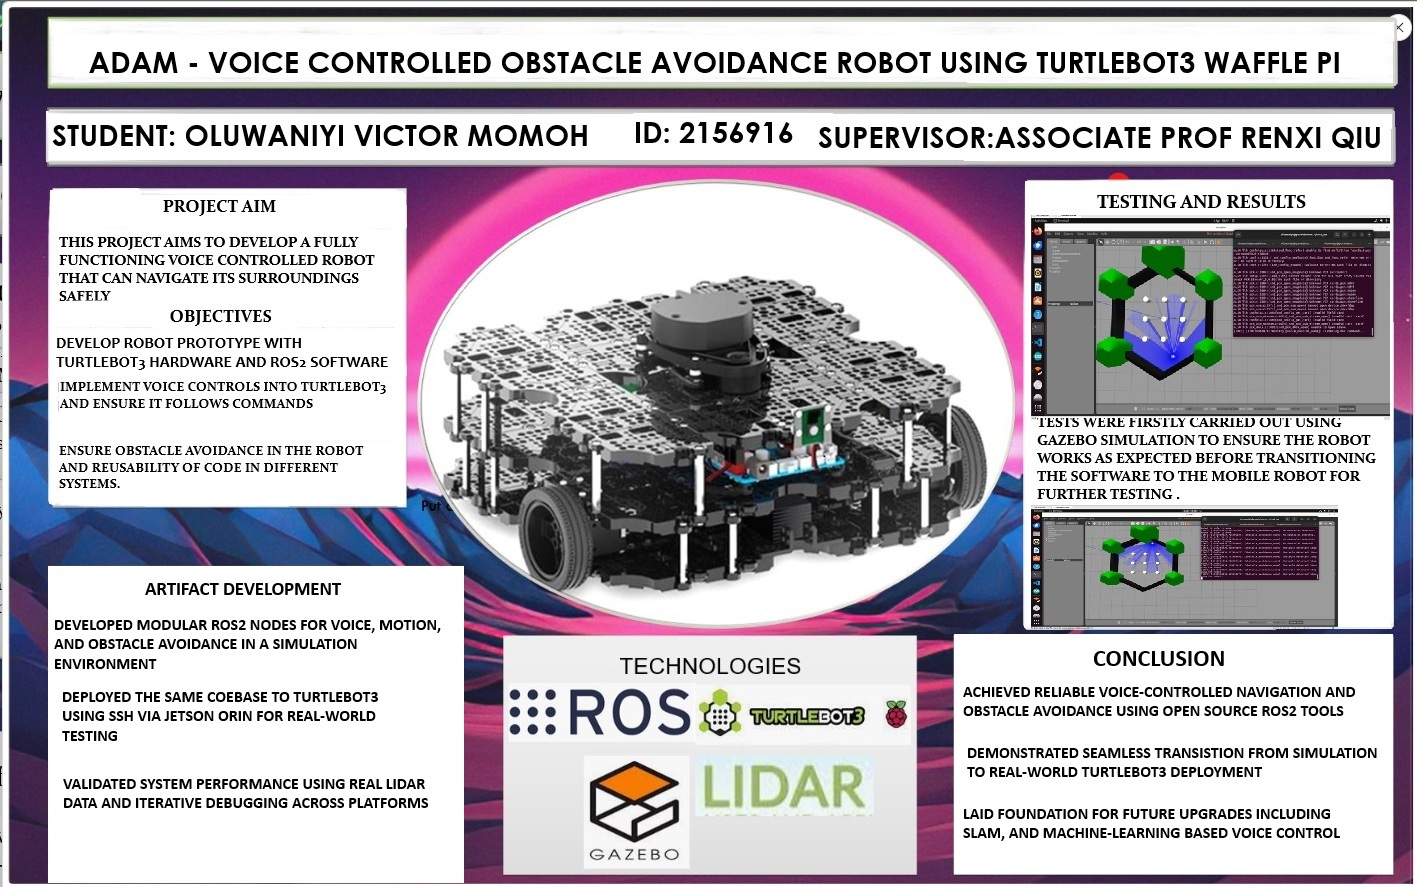 ADAM - VOICE CONTROLLED OBSTACLE AVOIDANCE ROBOT USING TURTLEBOT3 WAFFLE PI
STUDENT: OLUWANIYI VICTOR MOMOH ID: 2156916 SUPERVISOR:ASSOCIATE PROF RENXI QIU
PROJECT AIM
THIS PROJECT AIMS TO DEVELOP A FULLY
FUNCTIONING VOICE CONTROLLED ROBOT
THAT CAN NAVIGATE ITS SURROUNDINGS
SAFELY
OBJECTIVES
DEVELOP ROBOT PROTOTYPE WITH
TURTLEBOT3 HARDWARE AND ROS2 SOFTWARE
IMPLEMENT VOICE CONTROLS INTO TURTLEBOT3
AND ENSURE IT FOLLOWS COMMANDS
ENSURE OBSTACLE AVOIDANCE IN THE ROBOT
AND REUSABILITY OF CODE IN DIFFERENT
SYSTEMS.
Put
ARTIFACT DEVELOPMENT
DEVELOPED MODULAR ROS2 NODES FOR VOICE, MOTION,
AND OBSTACLE AVOIDANCE IN A SIMULATION
ENVIRONMENT
DEPLOYED THE SAME COEBASE TO TURTLEBOT3
USING SSH VIA JETSON ORIN FOR REAL-WORLD
TESTING
VALIDATED SYSTEM PERFORMANCE USING REAL LIDAR
DATA AND ITERATIVE DEBUGGING ACROSS PLATFORMS
TECHNOLOGIES
ROS TURTLEBOT3
GAZEBO
LIDAR
TESTING AND RESULTS
TESTS WERE FIRSTLY CARRIED OUT USING
GAZEBO SIMULATION TO ENSURE THE ROBOT
WORKS AS EXPECTED BEFORE TRANSITIONING
THE SOFTWARE TO THE MOBILE ROBOT FOR
FURTHER TESTING .
CONCLUSION
ACHIEVED RELIABLE VOICE-CONTROLLED NAVIGATION AND
OBSTACLE AVOIDANCE USING OPEN SOURCE ROS2 TOOLS
DEMONSTRATED SEAMLESS TRANSISTION FROM SIMULATION
TO REAL-WORLD TURTLEBOT3 DEPLOYMENT
LAID FOUNDATION FOR FUTURE UPGRADES INCLUDING
SLAM, AND MACHINE-LEARNING BASED VOICE CONTROL